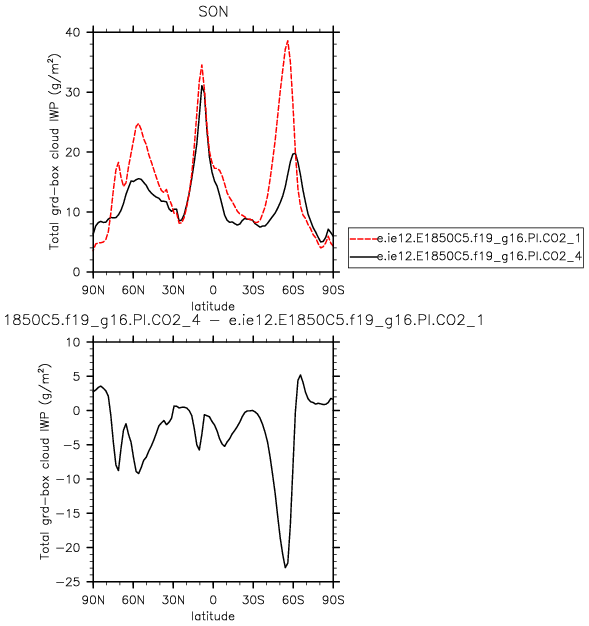 SON
Total grd-box cloud IWP (g/m²)
40
30
20
10
0
90N 60N 30N 0 30S 60S 90S
latitude
e.ie12.E1850C5.f19_g16.PI.CO2_1
e.ie12.E1850C5.f19_g16.PI.CO2_4
1850C5.f19_g16.PI.CO2_4 - e.ie12.E1850C5.f19_g16.PI.CO2_1
Total grd-box cloud IWP (g/m²)
10
5
0
-5
-10
-15
-20
-25
90N 60N 30N 0 30S 60S 90S
latitude